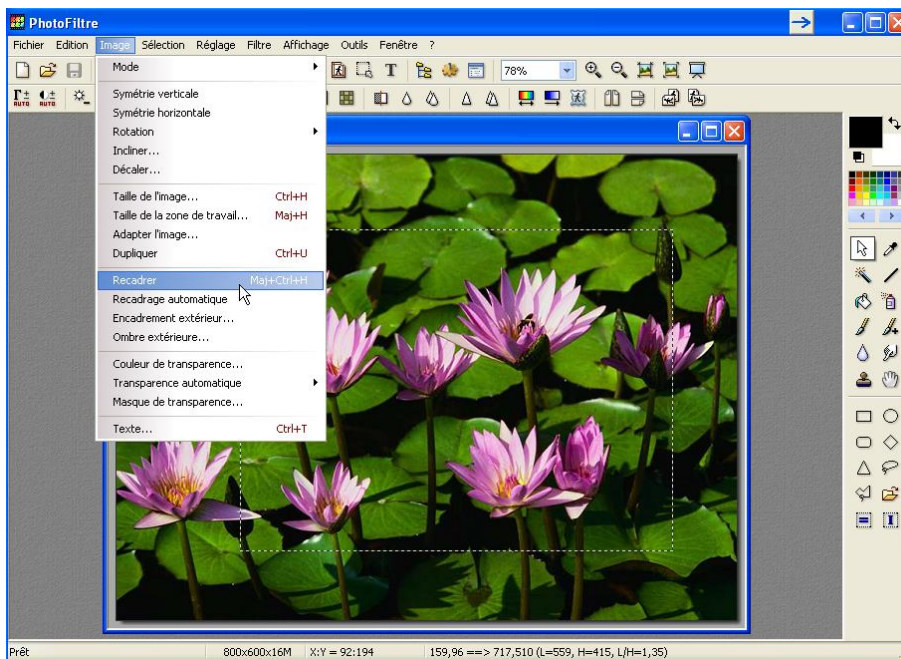 PhotoFiltre
Fichier Edition Image Sélection Réglage Filtre Affichage Outils Fenêtre ?
T 78%
AUTO AUTO
Mode
Symétrie verticale
Symétrie horizontale
Rotation
Incliner...
Décaler...
Taille de l'image... Ctrl+H
Taille de la zone de travail... Maj+H
Adapter l'image...
Dupliquer Ctrl+U
Recadrer Maj+Ctrl+H
Recadrage automatique
Encadrement extérieur...
Ombre extérieure...
Couleur de transparence...
Transparence automatique
Masque de transparence...
Texte... Ctrl+T
Prêt 800x600x16M X:Y = 92:194 159,96 ==> 717,510 (L=559, H=415, L/H=1,35)